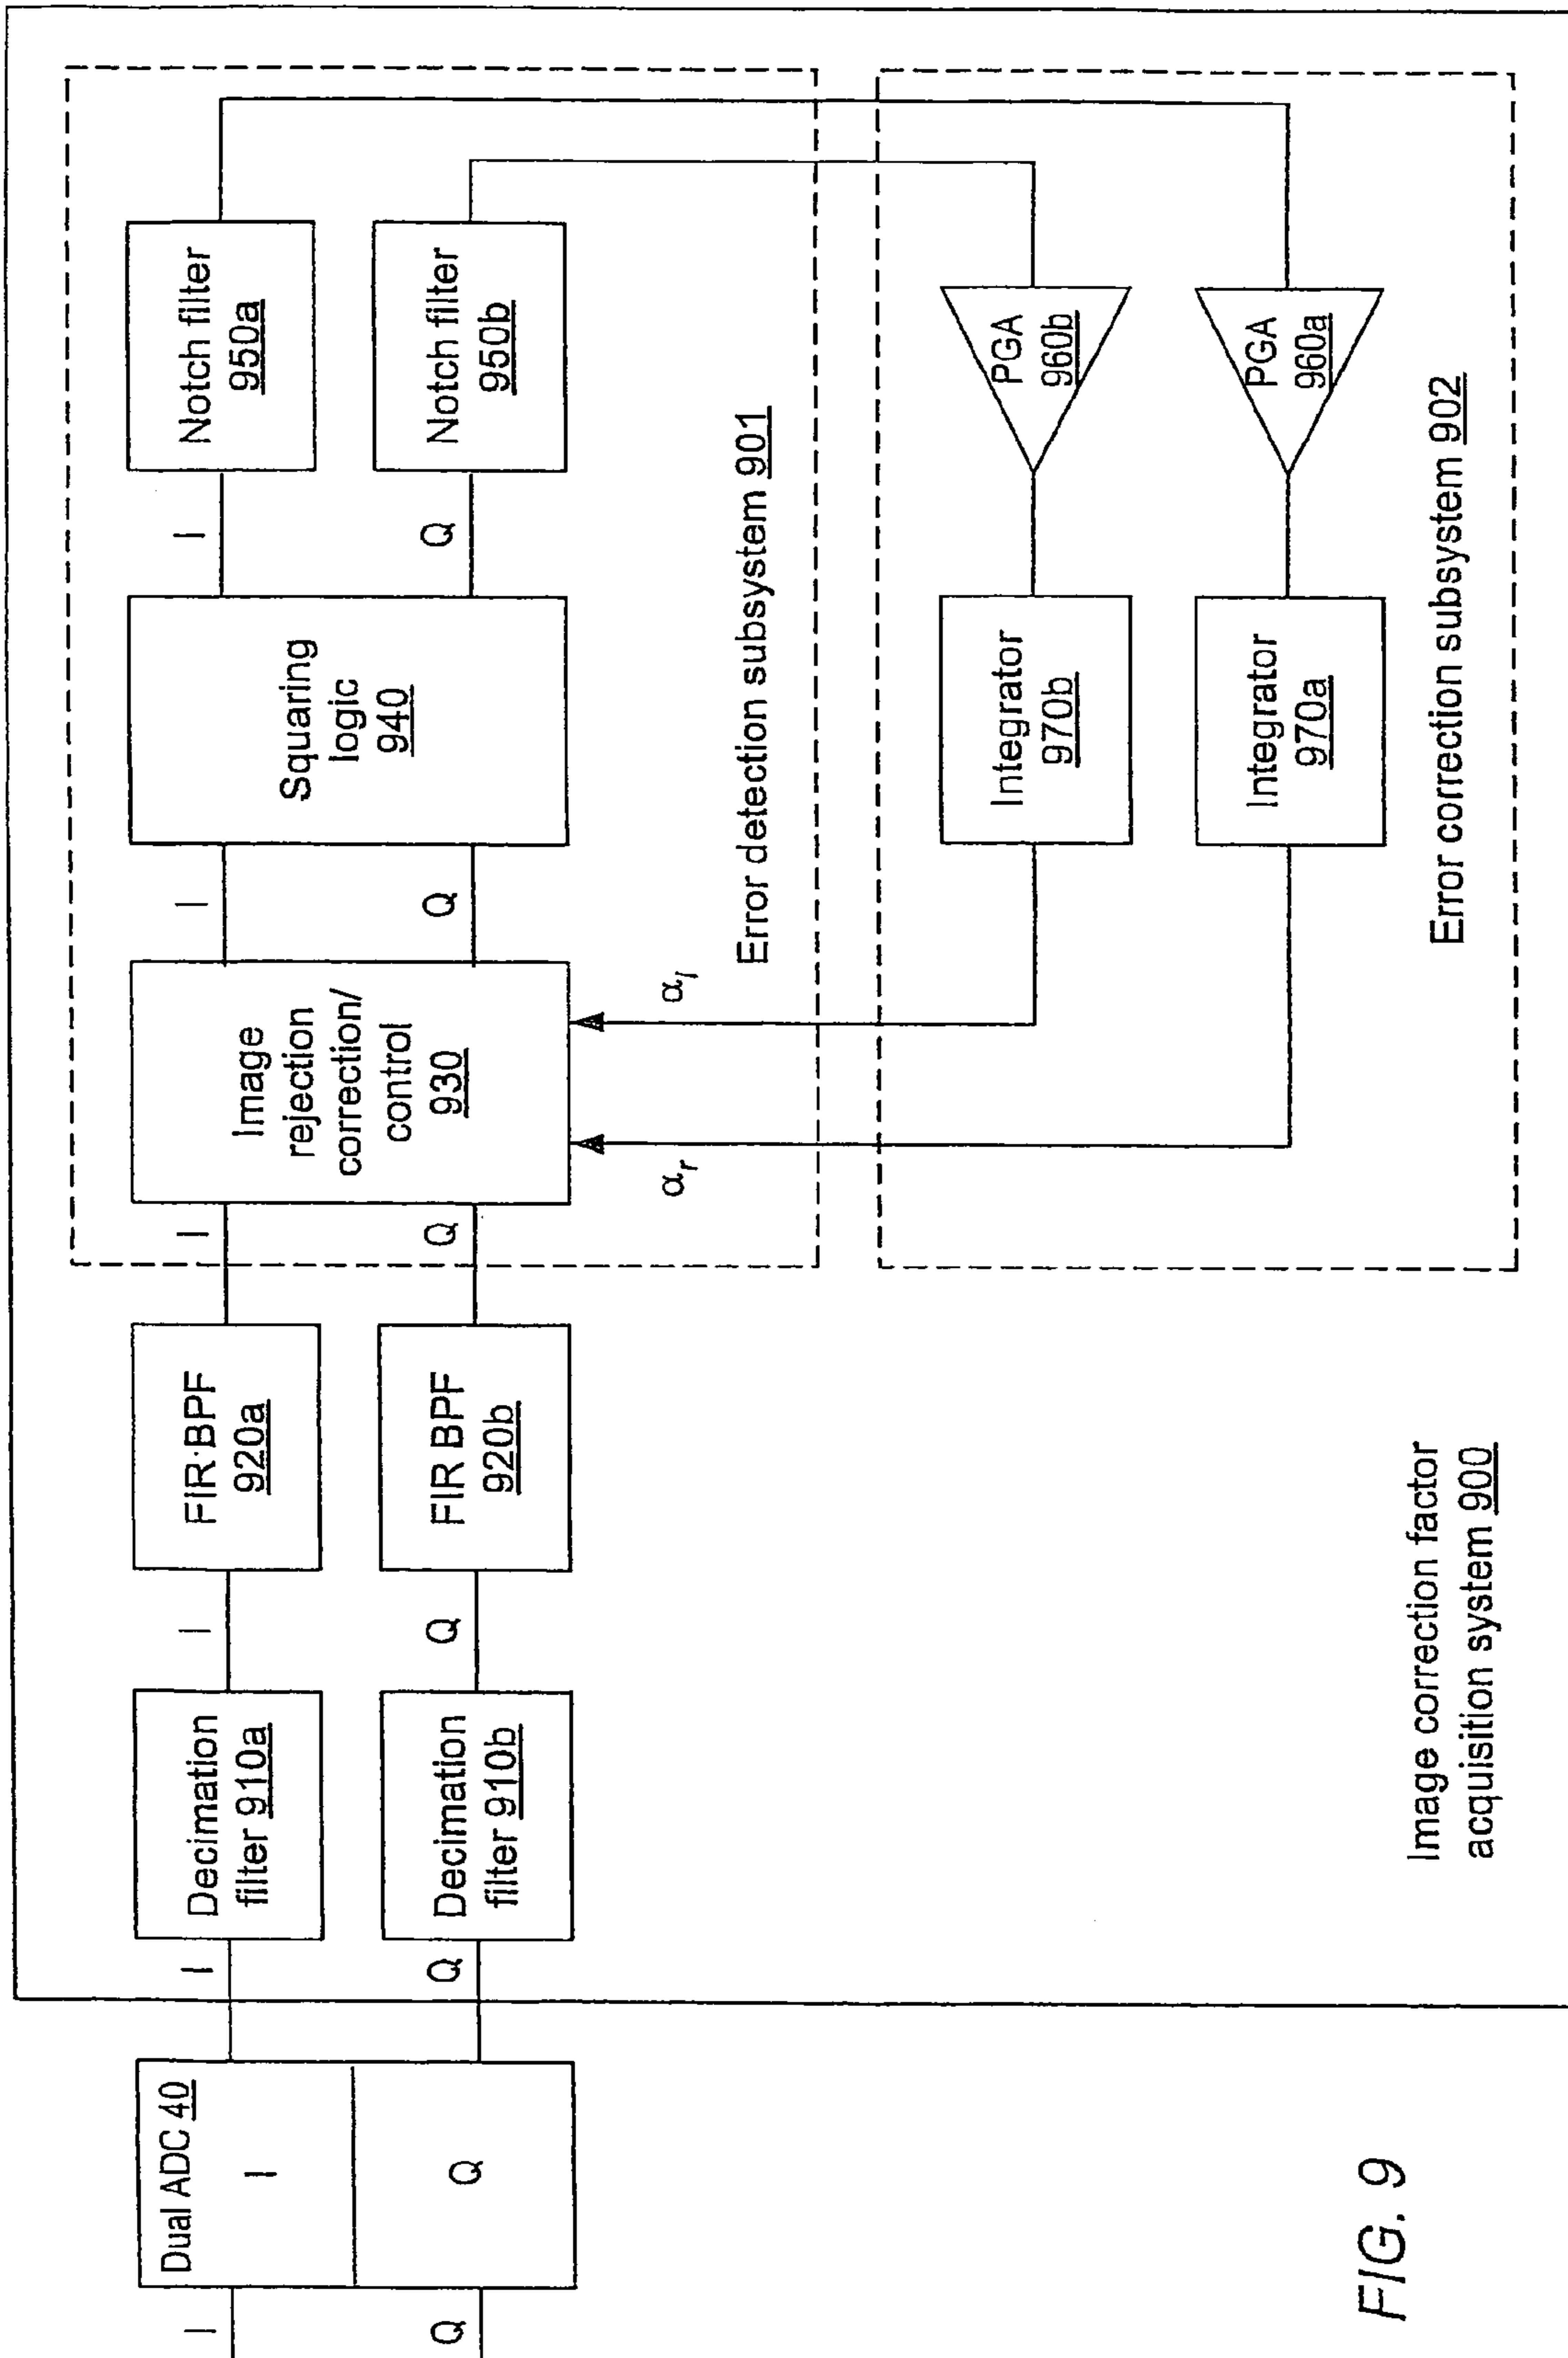 I
Q
Dual ADC 40
I
Q
I
Q
Decimation
filter 910a
Decimation
filter 910b
I
Q
FIR BPF
920a
FIR BPF
920b
I
Q
Image
rejection
correction/
control
930
I
Q
Squaring
logic
940
I
Q
Notch filter
950a
Notch filter
950b
αr
αi
Error detection subsystem 901
Integrator
970b
PGA
960b
Integrator
970a
PGA
960a
Error correction subsystem 902
Image correction factor
acquisition system 900
FIG. 9